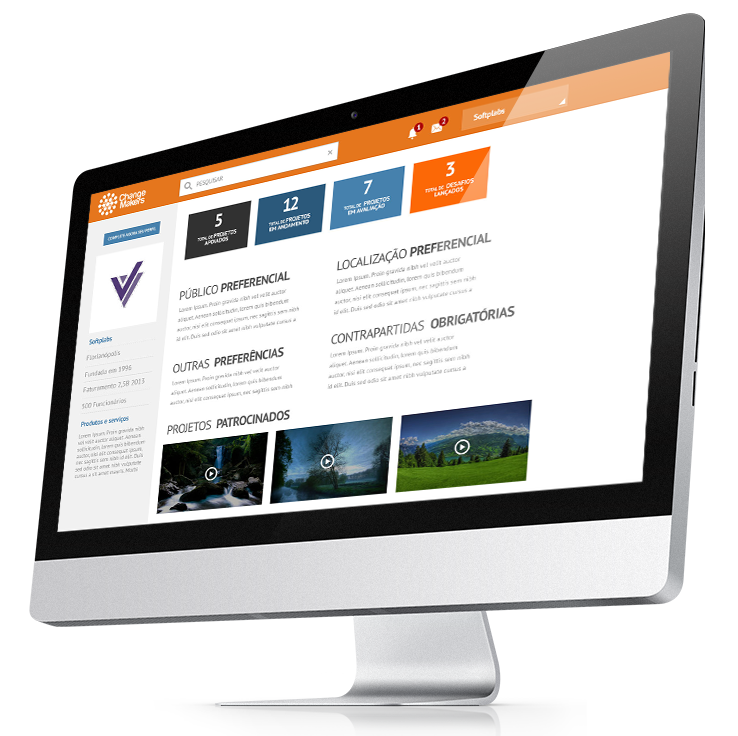 Change
Makers
PESQUISAR
1
2
Softplabs
COMPLETE AGORA SEU PERFIL
Softplabs
Florianópolis
Fundado em 1996
Faturamento 2,5B 2013
500 Funcionários
Produtos e serviços
Lorem Ipsum. Proin gravida nibh
vel velit auctor aliquet. Aenean
sollicitudin, lorem quis bibendum
auctor, nisi elit consequat ipsum,
nec sagittis sem nibh id elit. Duis
sed odio sit amet nibh vulputate
cursus a sit amet mauris. Morbi
5
TOTAL DE PROJETOS
APOIADOS
12
TOTAL DE PROJETOS
EM ANDAMENTO
7
TOTAL DE PROJETOS
EM AVALIAÇÃO
3
TOTAL DE DESAFIOS
LANÇADOS
PÚBLICO PREFERENCIAL
Lorem Ipsum. Proin gravida nibh vel velit auctor
aliquet. Aenean sollicitudin, lorem quis bibendum
auctor, nisi elit consequat ipsum, nec sagittis sem nibh
id elit. Duis sed odio sit amet nibh vulputate cursus a
LOCALIZAÇÃO PREFERENCIAL
Lorem Ipsum. Proin gravida nibh vel velit auctor
aliquet. Aenean sollicitudin, lorem quis bibendum
auctor, nisi elit consequat ipsum, nec sagittis sem nibh
id elit. Duis sed odio sit amet nibh vulputate cursus a
OUTRAS PREFERÊNCIAS
Lorem Ipsum. Proin gravida nibh vel velit auctor
aliquet. Aenean sollicitudin, lorem quis bibendum
auctor, nisi elit consequat ipsum, nec sagittis sem nibh
CONTRAPARTIDAS OBRIGATÓRIAS
Lorem Ipsum. Proin gravida nibh vel velit auctor
aliquet. Aenean sollicitudin, lorem quis bibendum
auctor, nisi elit consequat ipsum, nec sagittis sem nibh
id elit. Duis sed odio sit amet nibh vulputate cursus a
PROJETOS PATROCINADOS